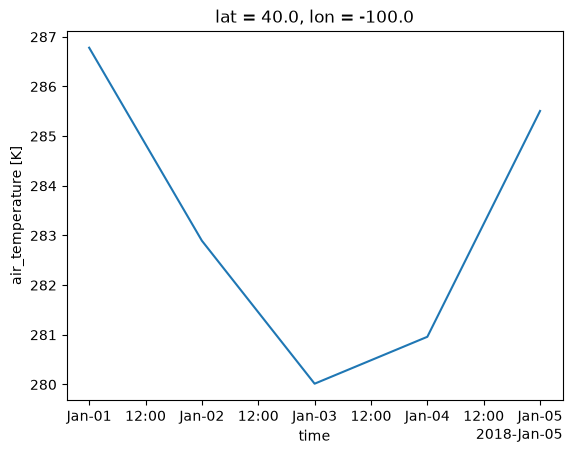 lat = 40.0, lon = -100.0
287
286
285
284
283
282
281
280
air_temperature [K]
Jan-01 12:00 Jan-02 12:00 Jan-03 12:00 Jan-04 12:00 Jan-05
time
2018-Jan-05